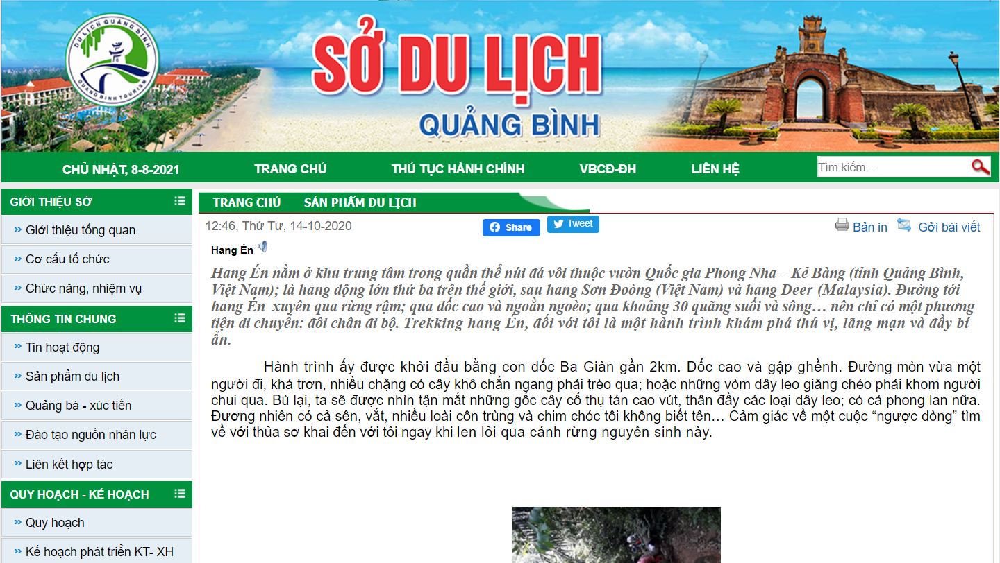 DU LỊCH QUẢNG BÌNH
QUANG BINH TOURISM
SỞ DU LỊCH
QUẢNG BÌNH
CHỦ NHẬT, 8-8-2021
TRANG CHỦ
THỦ TỤC HÀNH CHÍNH
VBCĐ-ĐH
LIÊN HỆ
Tìm kiếm...
GIỚI THIỆU SỞ
Giới thiệu tổng quan
Cơ cấu tổ chức
Chức năng, nhiệm vụ
THÔNG TIN CHUNG
Tin hoạt động
Sản phẩm du lịch
Quảng bá - xúc tiến
Đào tạo nguồn nhân lực
Liên kết hợp tác
QUY HOẠCH - KẾ HOẠCH
Quy hoạch
Kế hoạch phát triển KT- XH
TRANG CHỦ SẢN PHẨM DU LỊCH
12:46, Thứ Tư, 14-10-2020
Share
Tweet
Bản in
Gởi bài viết
Hang Én
Hang Én nằm ở khu trung tâm trong quần thể núi đá vôi thuộc vườn Quốc gia Phong Nha – Kẻ Bàng (tỉnh Quảng Bình,
Việt Nam); là hang động lớn thứ ba trên thế giới, sau hang Sơn Đoòng (Việt Nam) và hang Deer (Malaysia). Đường tới
hang Én xuyên qua rừng rậm; qua dốc cao và ngoằn ngoèo; qua khoảng 30 quãng suối và sông… nên chỉ có một phương
tiện di chuyển: đôi chân đi bộ. Trekking hang Én, đối với tôi là một hành trình khám phá thú vị, lãng mạn và đầy bí
ẩn.
Hành trình ấy được khởi đầu bằng con dốc Ba Giàn gần 2km. Dốc cao và gập ghềnh. Đường mòn vừa một
người đi, khá trơn, nhiều chặng có cây khô chắn ngang phải trèo qua; hoặc những vòm dây leo giăng chéo phải khom người
chui qua. Bù lại, ta sẽ được nhìn tận mắt những gốc cây cổ thụ tán cao vút, thân đầy các loại dây leo; có cả phong lan nữa.
Đương nhiên có cả sên, vắt, nhiều loài côn trùng và chim chóc tôi không biết tên… Cảm giác về một cuộc “ngược dòng” tìm
về với thủa sơ khai đến với tôi ngay khi len lỏi qua cánh rừng nguyên sinh này.